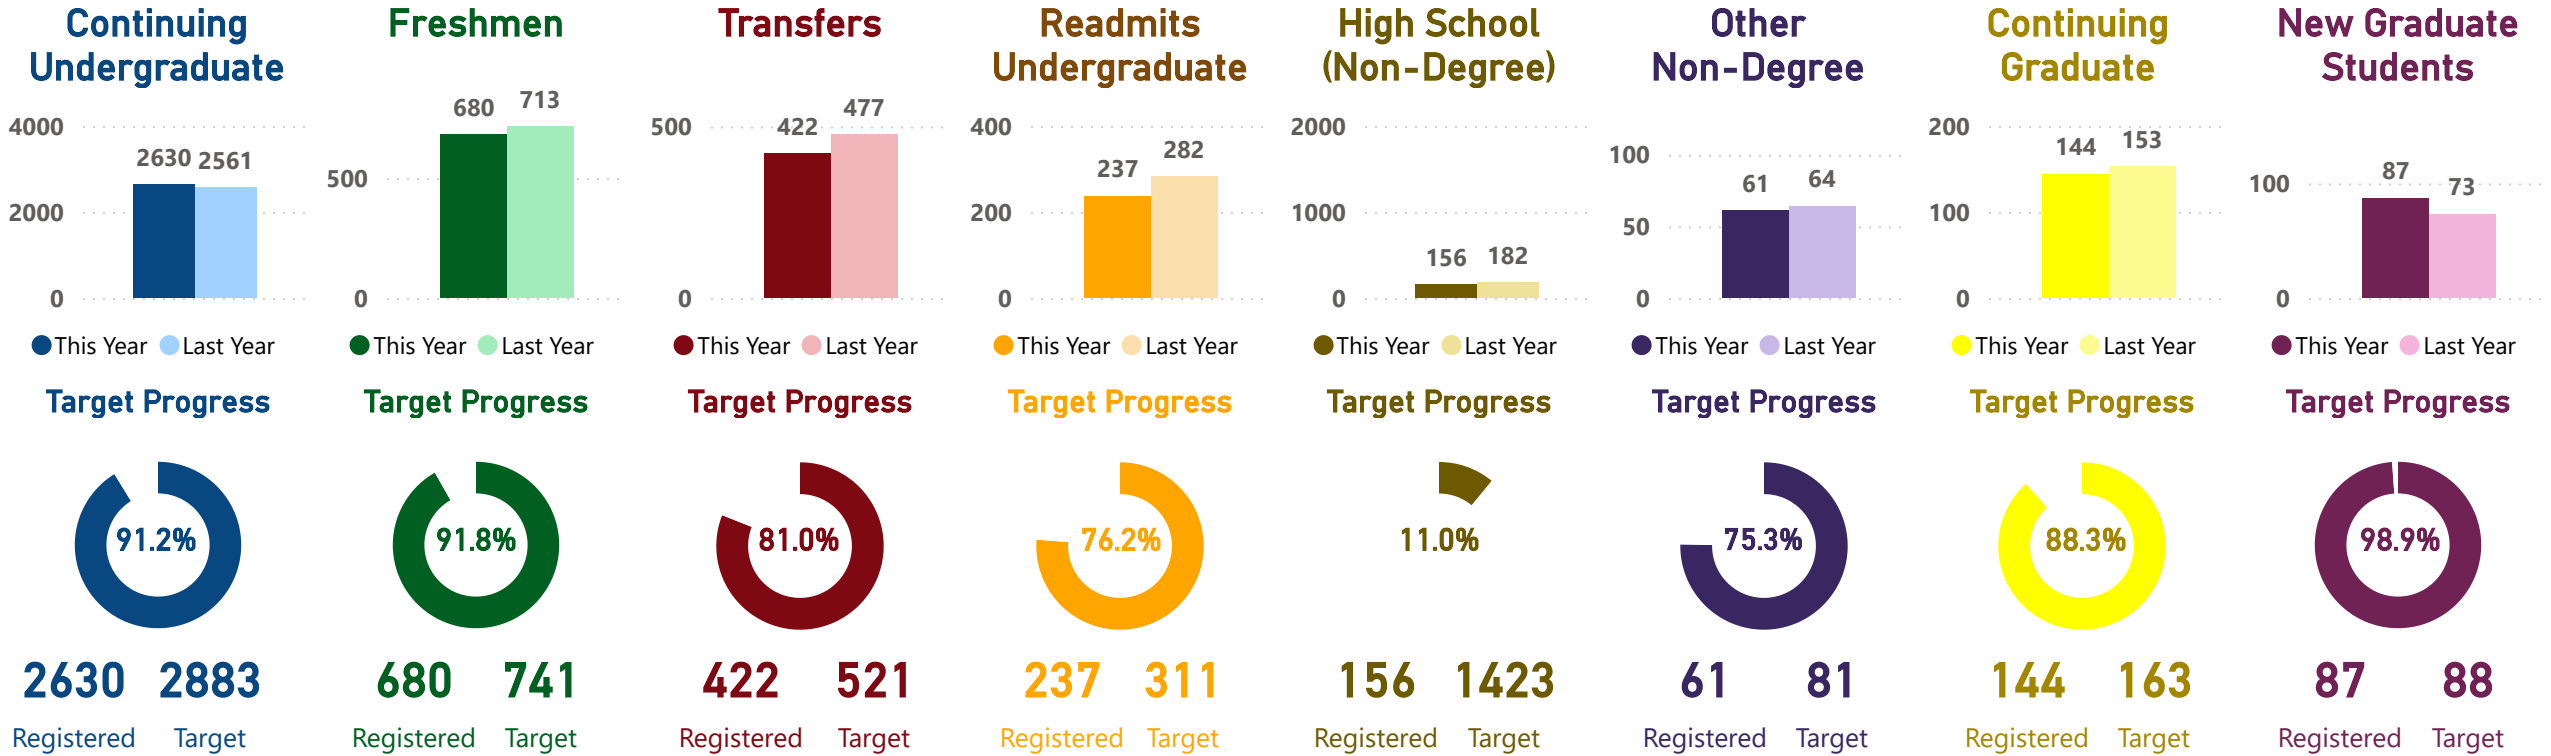 Continuing
Undergraduate
4000
2000
0
2630
2561
This Year
Last Year
Target Progress
91.2%
2630
2883
Registered
Target
Freshmen
500
0
680
713
This Year
Last Year
Target Progress
91.8%
680
741
Registered
Target
Transfers
500
0
422
477
This Year
Last Year
Target Progress
81.0%
422
521
Registered
Target
Readmits
Undergraduate
400
200
0
237
282
This Year
Last Year
Target Progress
76.2%
237
311
Registered
Target
High School
(Non-Degree)
2000
1000
0
156
182
This Year
Last Year
Target Progress
11.0%
156
1423
Registered
Target
Other
Non-Degree
100
50
0
61
64
This Year
Last Year
Target Progress
75.3%
61
81
Registered
Target
Continuing
Graduate
200
100
0
144
153
This Year
Last Year
Target Progress
88.3%
144
163
Registered
Target
New Graduate
Students
100
0
87
73
This Year
Last Year
Target Progress
98.9%
87
88
Registered
Target